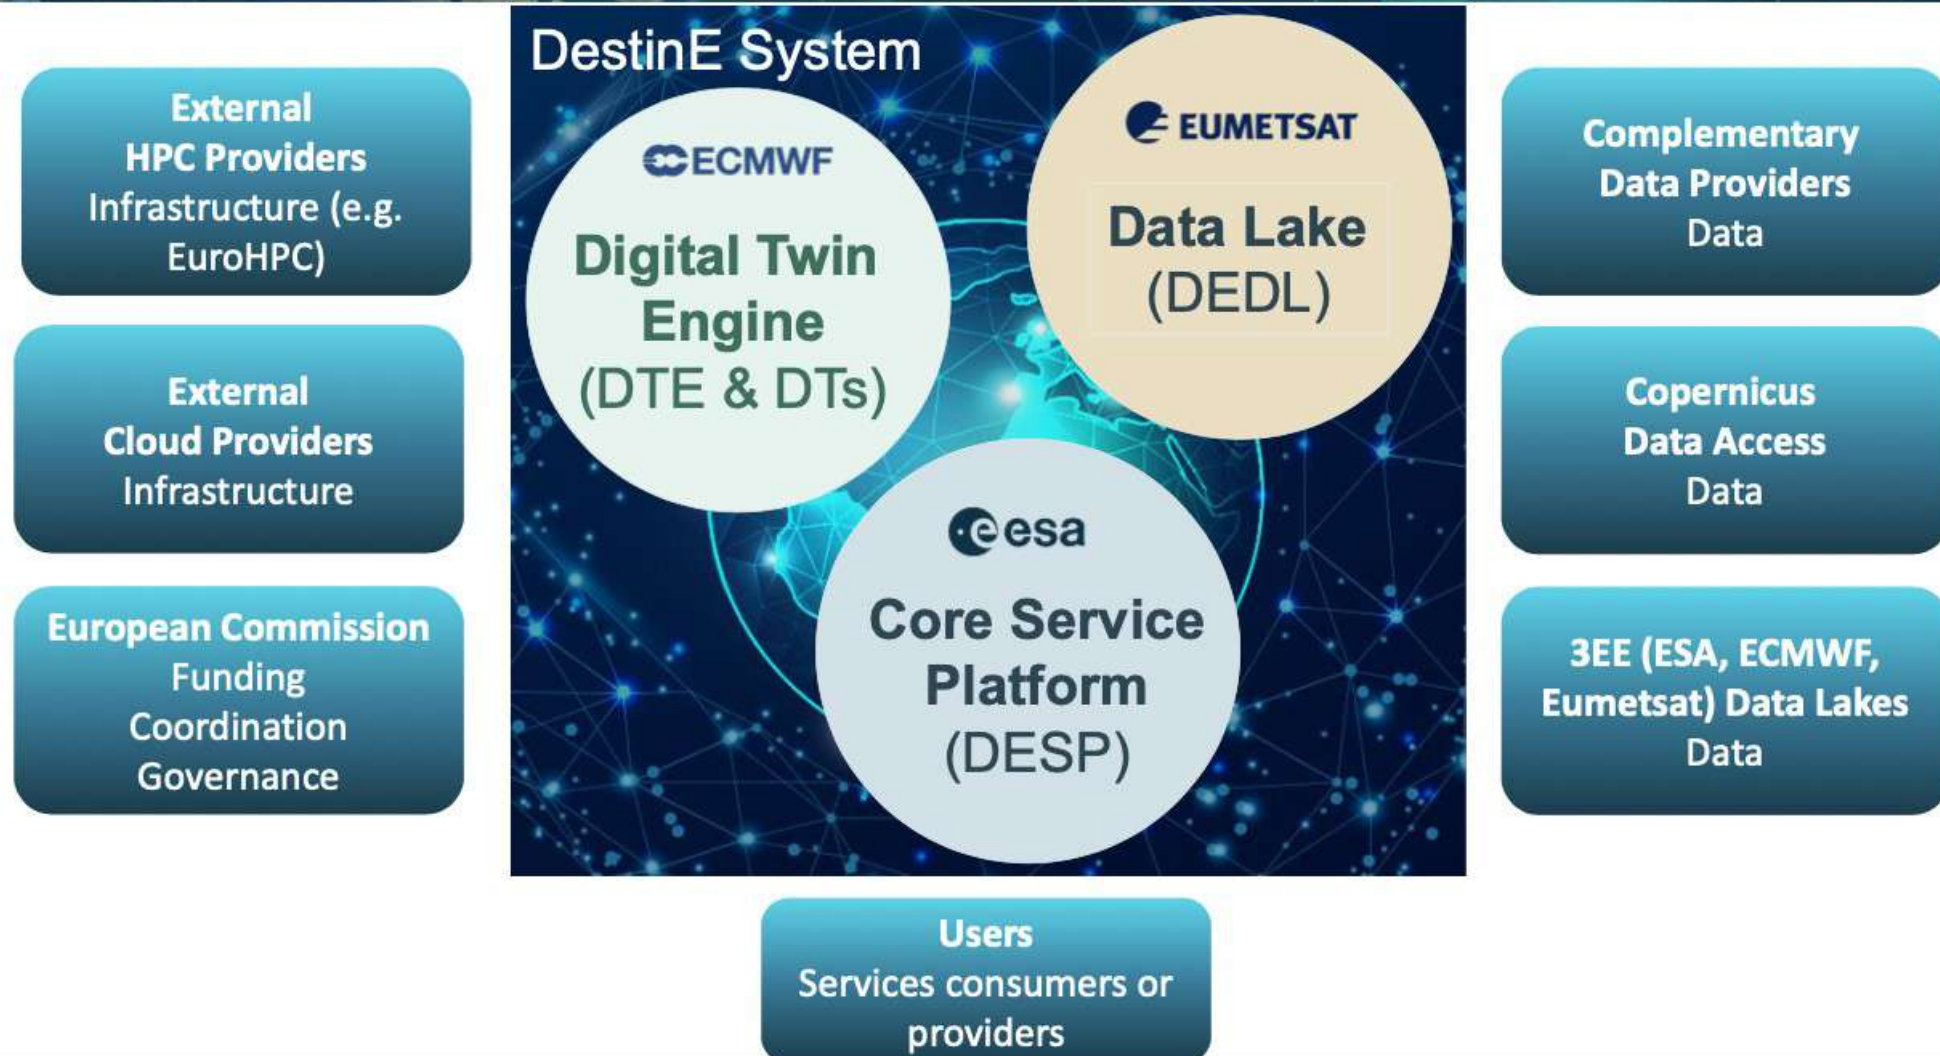 DestinE System
External
HPC Providers
Infrastructure (e.g.
EuroHPC)
External
Cloud Providers
Infrastructure
European Commission
Funding
Coordination
Governance
ECMWF
Digital Twin
Engine
(DTE & DTs)
EUMETSAT
Data Lake
(DEDL)
esa
Core Service
Platform
(DESP)
Complementary
Data Providers
Data
Copernicus
Data Access
Data
3EE (ESA, ECMWF,
Eumetsat) Data Lakes
Data
Users
Services consumers or
providers